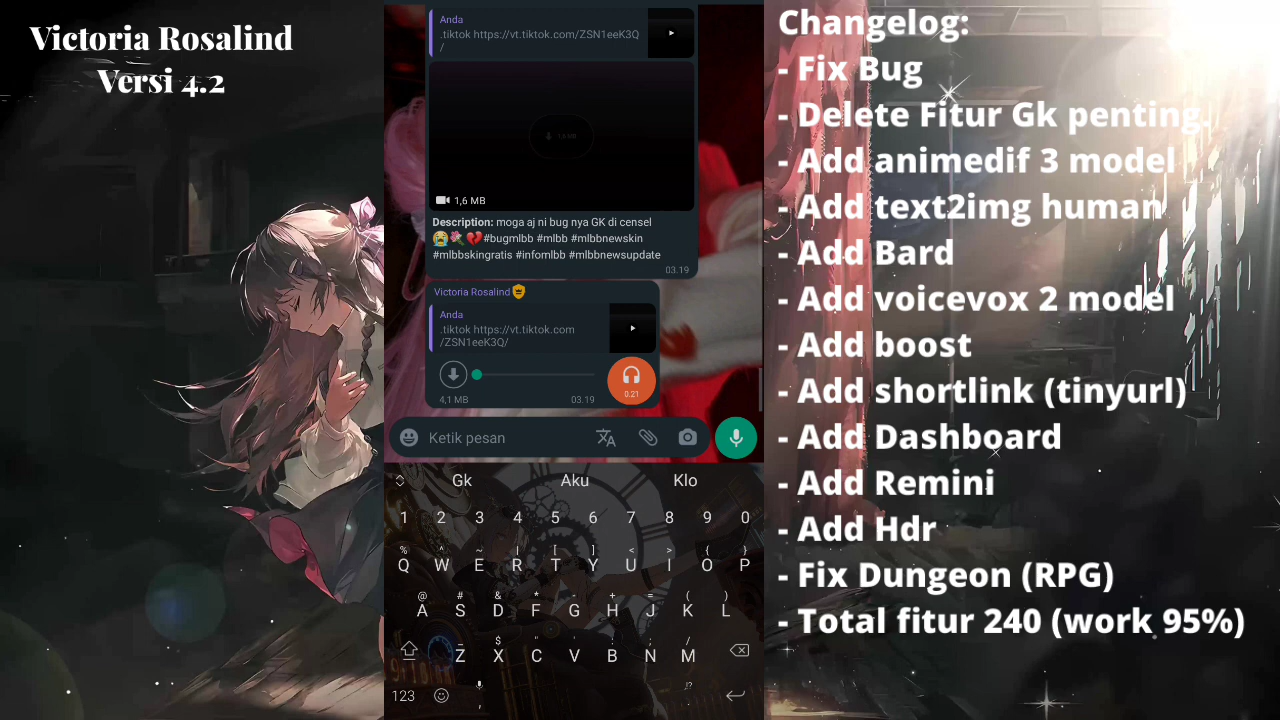 Victoria Rosalind
Versi 4.2
Anda
.tiktok https://vt.tiktok.com/ZSN1eeK3Q
/
1,6 MB
1,6 MB
Description: moga aj ni bug nya GK di censel
😭💐💔#bugmlbb #mlbb #mlbbnewskin
#mlbbskingratis #infomlbb #mlbbnewsupdate
03.19
Victoria Rosalind
Anda
.tiktok https://vt.tiktok.com
/ZSN1eeK3Q/
0.21
4,1 MB 03.19
Ketik pesan
Gk Aku Klo
1 2 3 4 5 6 7 8 9 0
% ^ ~ | [ ] < > { }
Q W E R T Y U I O P
@ # & * - + = ( )
A S D F G H J K L
_ $ " ' : ; /
Z X C V B N M
123 , !? .
Changelog:
- Fix Bug
- Delete Fitur Gk penting.
- Add animedif 3 model
- Add text2img human
- Add Bard
- Add voicevox 2 model
- Add boost
- Add shortlink (tinyurl)
- Add Dashboard
- Add Remini
- Add Hdr
- Fix Dungeon (RPG)
- Total fitur 240 (work 95%)